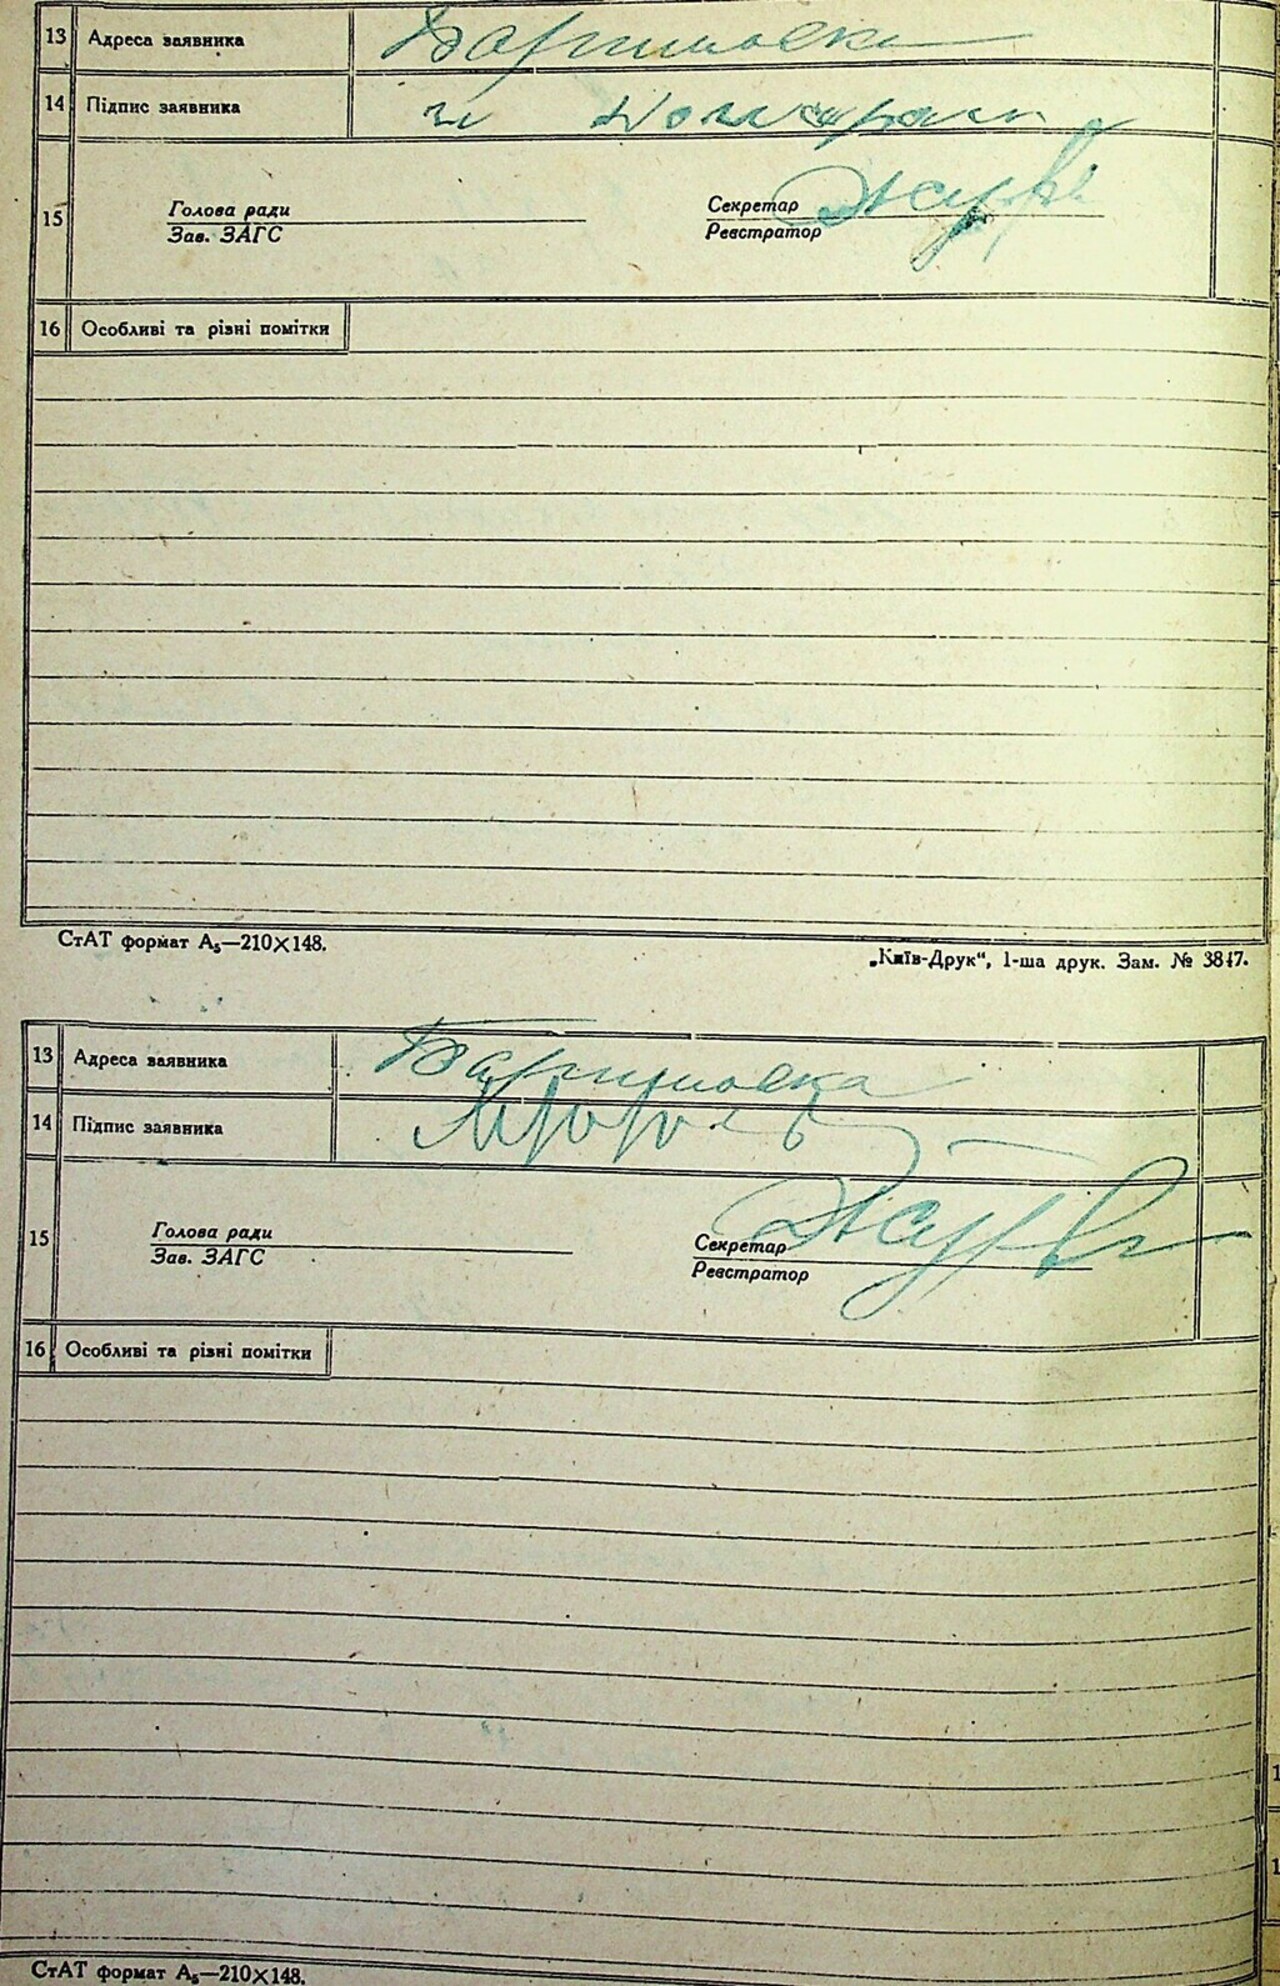 13 Адреса заявника Баришовка
14 Підпис заявника
15 Голова ради Секретар
Зав. ЗАГС Реєстратор
16 Особливі та різні помітки
СтАТ формат А₅—210×148.
„Київ-Друк“, 1-ша друк. Зам. № 3847.
13 Адреса заявника Баришовка
14 Підпис заявника
15 Голова ради Секретар
Зав. ЗАГС Реєстратор
16 Особливі та різні помітки
СтАТ формат А₅—210×148.